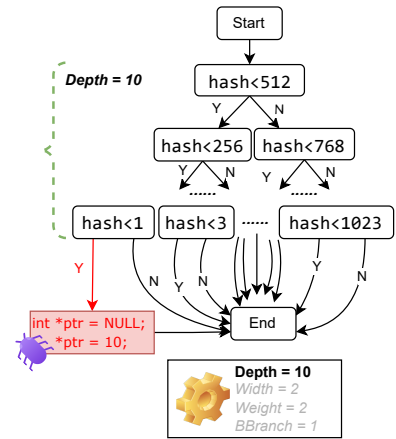 Start
Depth = 10
hash<512
Y N
hash<256 hash<768
Y N Y N
...... ......
hash<1 hash<3 ...... hash<1023
Y N Y N Y N
int *ptr = NULL;
*ptr = 10;
End
Depth = 10
Width = 2
Weight = 2
BBranch = 1